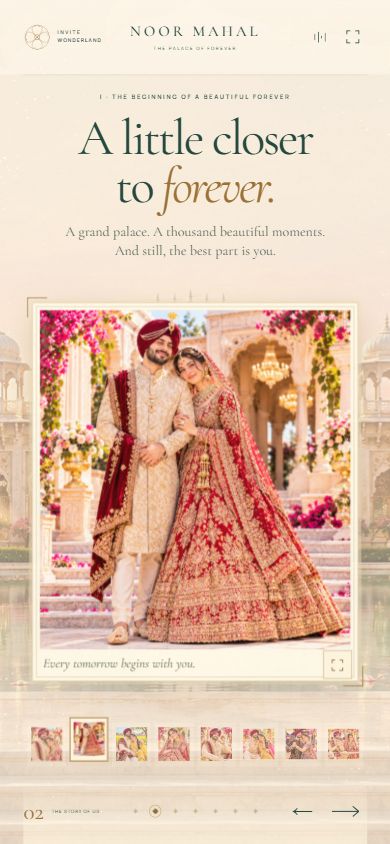 INVITE
WONDERLAND
NOOR MAHAL
THE PALACE OF FOREVER
I · THE BEGINNING OF A BEAUTIFUL FOREVER
A little closer
to forever.
A grand palace. A thousand beautiful moments.
And still, the best part is you.
Every tomorrow begins with you.
02 THE STORY OF US